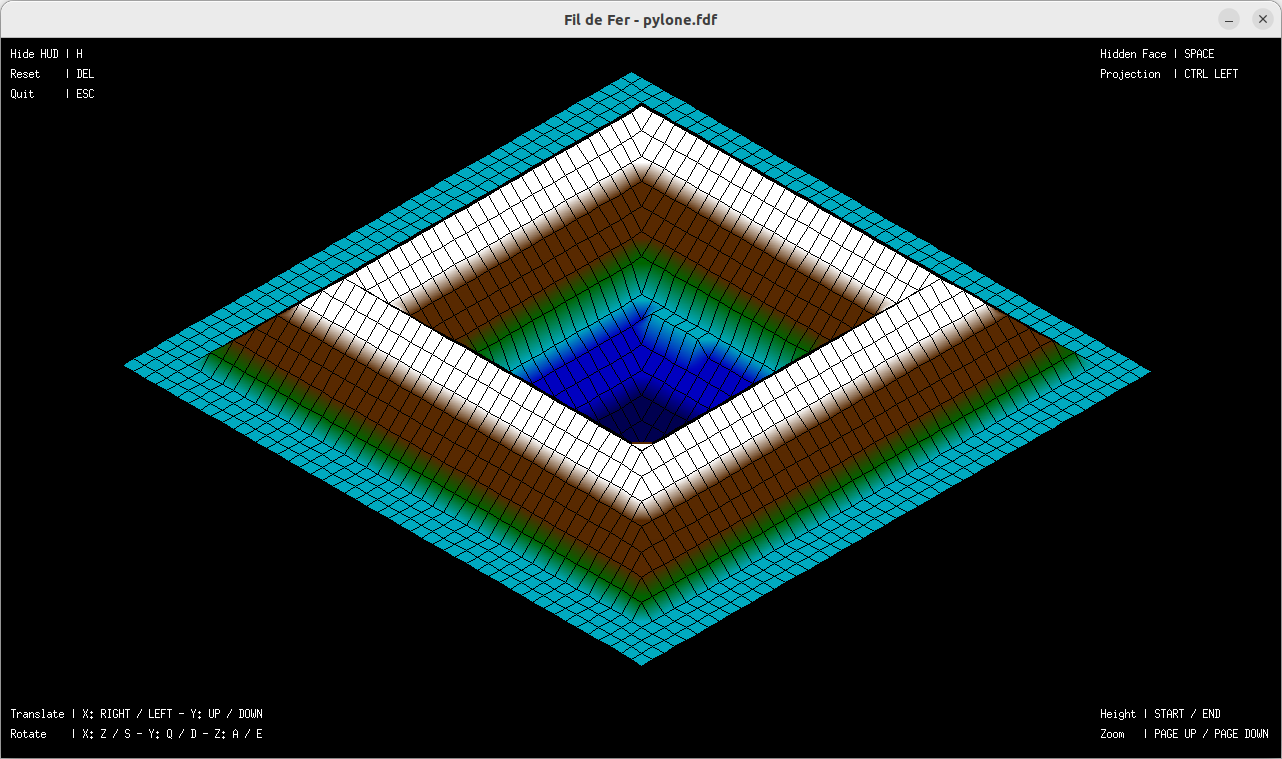 Fil de Fer - pylone.fdf
Hide HUD | H
Reset | DEL
Quit | ESC
Hidden Face | SPACE
Projection | CTRL LEFT
Translate | X: RIGHT / LEFT - Y: UP / DOWN
Rotate | X: Z / S - Y: Q / D - Z: A / E
Height | START / END
Zoom | PAGE UP / PAGE DOWN